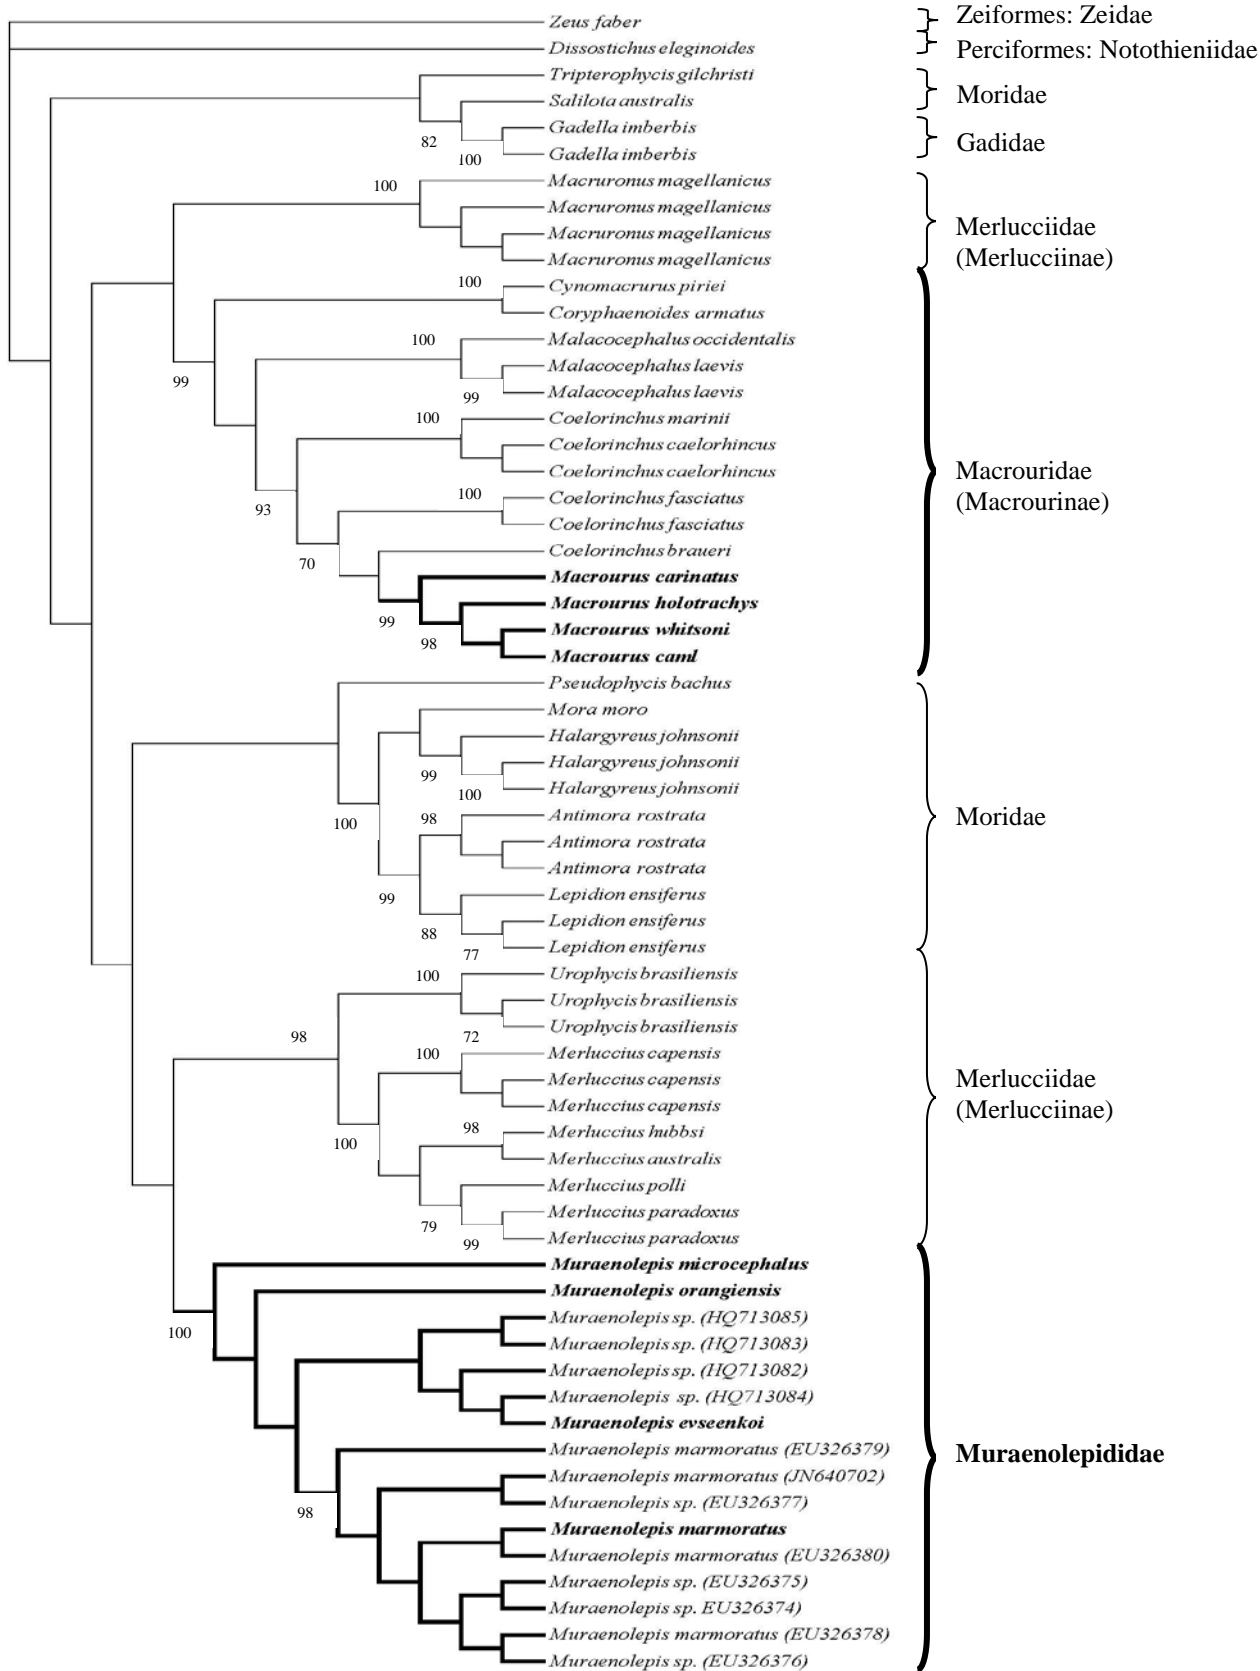 Zeus faber
Zeiformes: Zeidae
Dissostichus eleginoides
Perciformes: Notothieniidae
Tripterophycis gilchristi
Salilota australis
Moridae
82
Gadella imberbis
Gadidae
100
Gadella imberbis
100
Macruronus magellanicus
Macruronus magellanicus
Macruronus magellanicus
Macruronus magellanicus
Merlucciidae
(Merlucciinae)
100
Cynomacrurus piriei
Coryphaenoides armatus
100
Malacocephalus occidentalis
Malacocephalus laevis
99
99
Malacocephalus laevis
100
Coelorinchus marinii
Coelorinchus caelorhincus
Coelorinchus caelorhincus
Macrouridae
(Macrourinae)
93
100
Coelorinchus fasciatus
Coelorinchus fasciatus
70
Coelorinchus braueri
Macrourus carinatus
Macrourus holotrachys
99
Macrourus whitsoni
98
Macrourus caml
Pseudophycis bachus
Mora moro
Halargyreus johnsonii
Halargyreus johnsonii
99
Halargyreus johnsonii
100
100
98
Antimora rostrata
Moridae
Antimora rostrata
Antimora rostrata
99
Lepidion ensiferus
Lepidion ensiferus
88
Lepidion ensiferus
77
100
Urophycis brasiliensis
Urophycis brasiliensis
Urophycis brasiliensis
98
72
100
Merluccius capensis
Merluccius capensis
Merluccius capensis
Merlucciidae
(Merlucciinae)
100
98
Merluccius hubbsi
Merluccius australis
Merluccius polli
Merluccius paradoxus
79
99
Merluccius paradoxus
Muraenolepis microcephalus
Muraenolepis orangiensis
100
Muraenolepis sp. (HQ713085)
Muraenolepis sp. (HQ713083)
Muraenolepis sp. (HQ713082)
Muraenolepis sp. (HQ713084)
Muraenolepis evseenkoi
Muraenolepis marmoratus (EU326379)
Muraenolepididae
Muraenolepis marmoratus (JN640702)
Muraenolepis sp. (EU326377)
98
Muraenolepis marmoratus
Muraenolepis marmoratus (EU326380)
Muraenolepis sp. (EU326375)
Muraenolepis sp. EU326374)
Muraenolepis marmoratus (EU326378)
Muraenolepis sp. (EU326376)